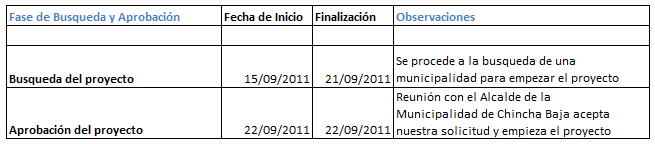 Fase de Busqueda y Aprobación Fecha de Inicio Finalización Observaciones
Se procede a la busqueda de una
Busqueda del proyecto 15/09/2011 21/09/2011 municipalidad para empezar el proyecto
Reunión con el Alcalde de la
Municipalidad de Chincha Baja acepta
Aprobación del proyecto 22/09/2011 22/09/2011 nuestra solicitud y empieza el proyecto